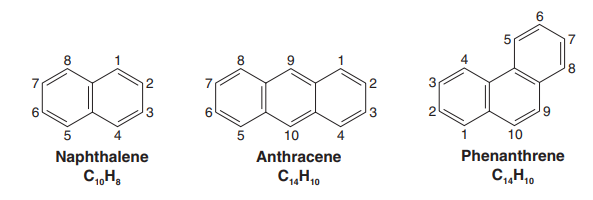 8 1
7 2
6 3
5 4
Naphthalene
C₁₀H₈
8 9 1
7 2
6 3
5 10 4
Anthracene
C₁₄H₁₀
6
5 7
4 8
3
2 9
1 10
Phenanthrene
C₁₄H₁₀